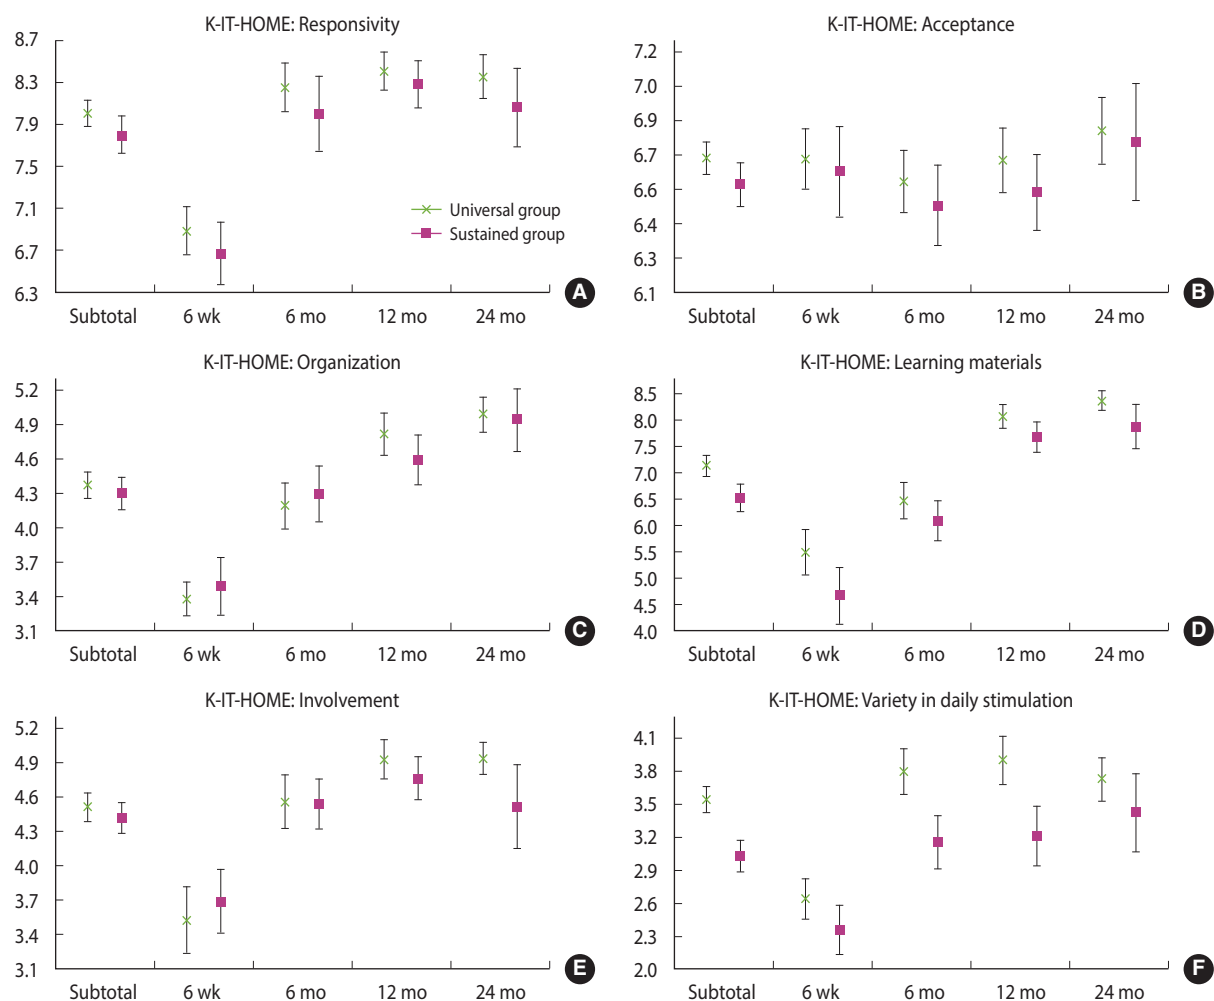 K-IT-HOME: Responsivity
8.7
8.3
7.9
7.5
7.1
6.7
6.3
Universal group
Sustained group
A
Subtotal 6 wk 6 mo 12 mo 24 mo
K-IT-HOME: Acceptance
7.2
7.0
6.9
6.7
6.6
6.4
6.3
6.1
B
Subtotal 6 wk 6 mo 12 mo 24 mo
K-IT-HOME: Organization
5.2
4.9
4.6
4.3
4.0
3.7
3.4
3.1
C
Subtotal 6 wk 6 mo 12 mo 24 mo
K-IT-HOME: Learning materials
8.5
8.0
7.5
7.0
6.5
6.0
5.5
5.0
4.5
4.0
D
Subtotal 6 wk 6 mo 12 mo 24 mo
K-IT-HOME: Involvement
5.2
4.9
4.6
4.3
4.0
3.7
3.4
3.1
E
Subtotal 6 wk 6 mo 12 mo 24 mo
K-IT-HOME: Variety in daily stimulation
4.1
3.8
3.5
3.2
2.9
2.6
2.3
2.0
F
Subtotal 6 wk 6 mo 12 mo 24 mo